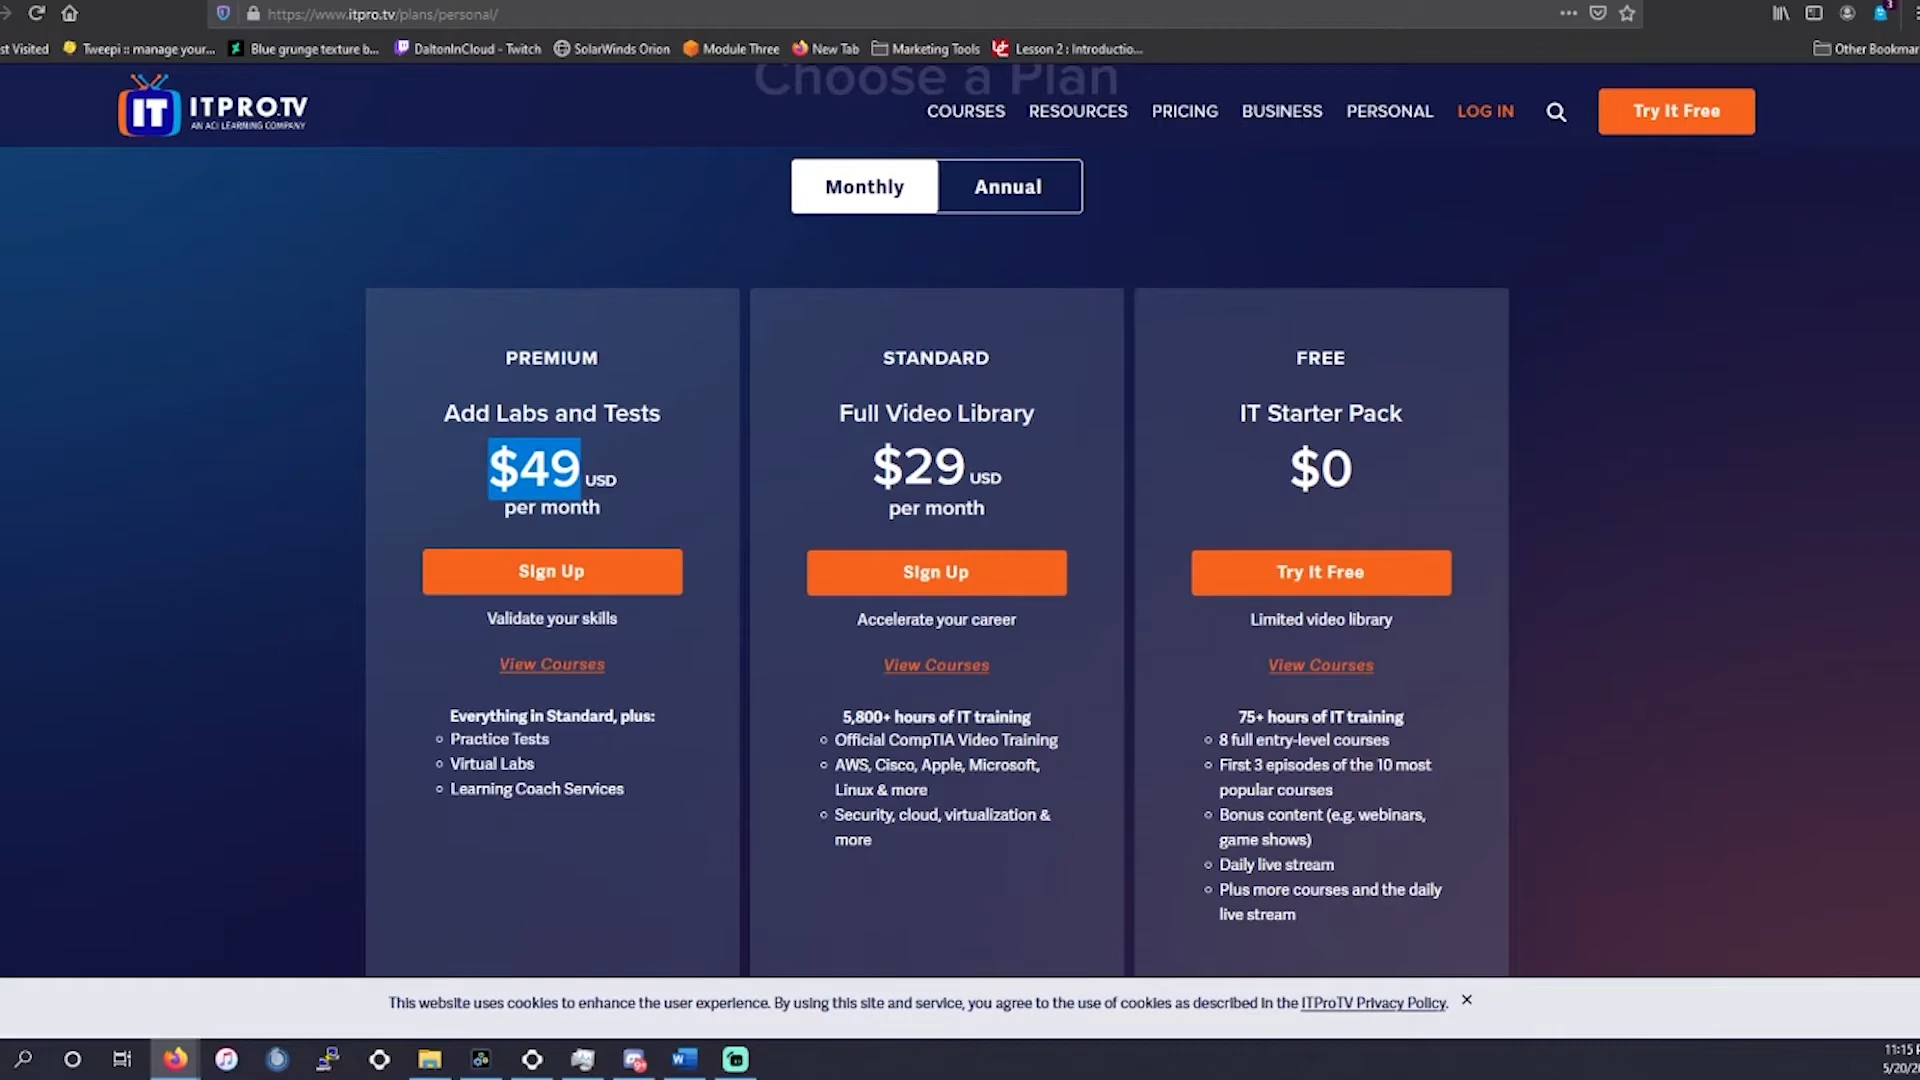 https://www.itpro.tv/plans/personal/
st Visited
Tweepi :: manage your...
Blue grunge texture b...
DaltonInCloud - Twitch
SolarWinds Orion
Module Three
New Tab
Marketing Tools
Lesson 2 : Introductio...
Other Bookmar
Choose a Plan
IT ITPRO.TV
AN ACI LEARNING COMPANY
COURSES
RESOURCES
PRICING
BUSINESS
PERSONAL
LOG IN
Try It Free
Monthly
Annual
PREMIUM
Add Labs and Tests
$49 USD
per month
Sign Up
Validate your skills
View Courses
Everything in Standard, plus:
Practice Tests
Virtual Labs
Learning Coach Services
STANDARD
Full Video Library
$29 USD
per month
Sign Up
Accelerate your career
View Courses
5,800+ hours of IT training
Official CompTIA Video Training
AWS, Cisco, Apple, Microsoft,
Linux & more
Security, cloud, virtualization &
more
FREE
IT Starter Pack
$0
Try It Free
Limited video library
View Courses
75+ hours of IT training
8 full entry-level courses
First 3 episodes of the 10 most
popular courses
Bonus content (e.g. webinars,
game shows)
Daily live stream
Plus more courses and the daily
live stream
This website uses cookies to enhance the user experience. By using this site and service, you agree to the use of cookies as described in the ITProTV Privacy Policy.
11:15 P
5/20/2